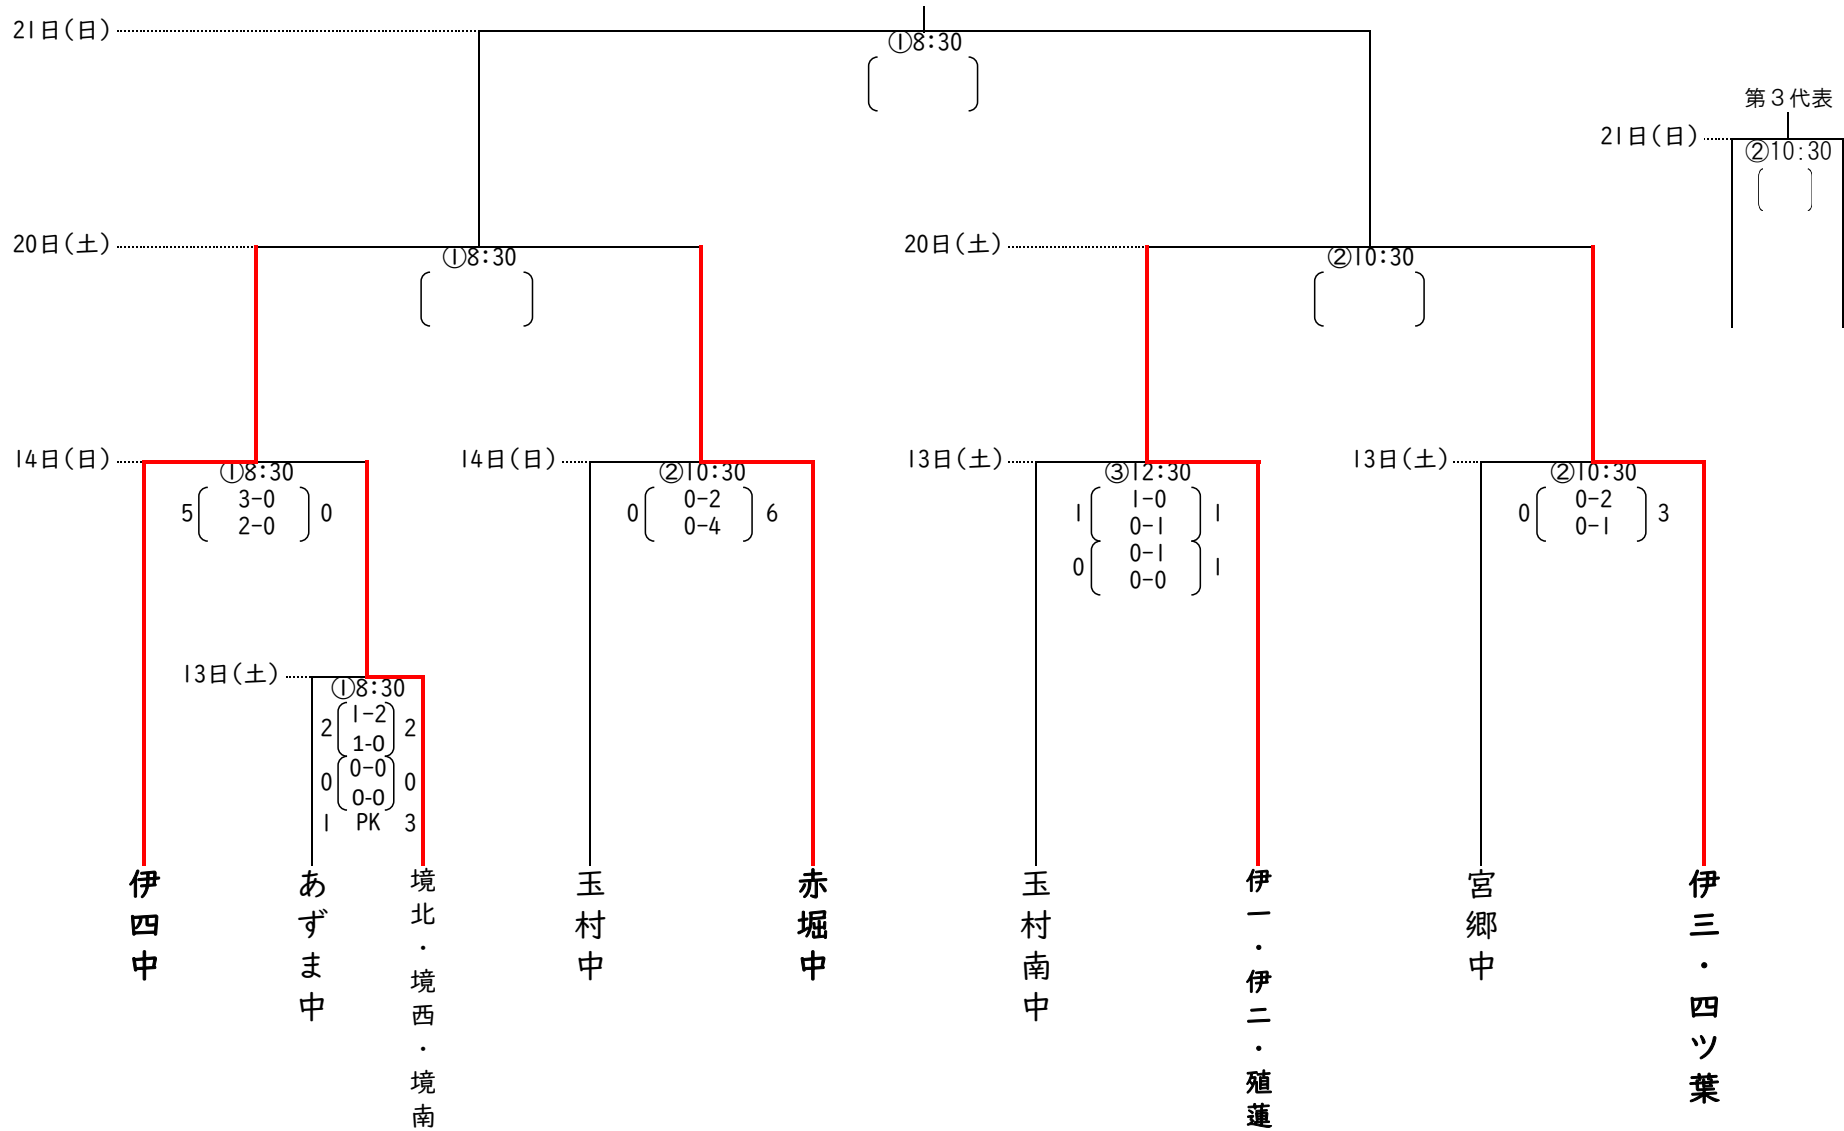 21日(日)
①8:30
第3代表
21日(日)
②10:30
20日(土)
①8:30
20日(土)
②10:30
14日(日)
①8:30
5 3-0 0
2-0
14日(日)
②10:30
0 0-2 6
0-4
13日(土)
③12:30
1 1-0 1
0-1
0 0-1 1
0-0
13日(土)
②10:30
0 0-2 3
0-1
13日(土)
①8:30
2 1-2 2
1-0
0 0-0 0
0-0
1 PK 3
伊四中
あずま中
境北・境西・境南
玉村中
赤堀中
玉村南中
伊一・伊二・殖蓮
宮郷中
伊三・四ツ葉